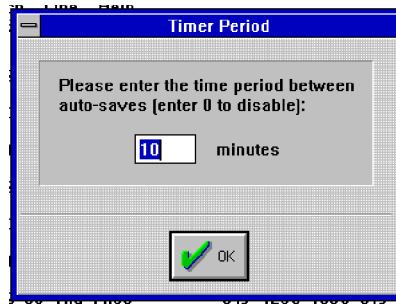 Timer Period
Please enter the time period between
auto-saves (enter 0 to disable):
10 minutes
OK